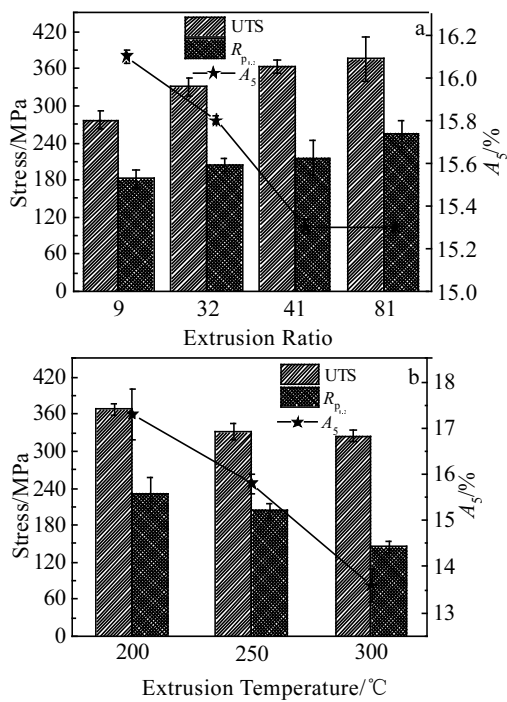 a
UTS
Rp0.2
A5
Stress/MPa
420
360
300
240
180
120
60
0
16.2
16.0
15.8
15.6
15.4
15.2
15.0
A5/%
9 32 41 81
Extrusion Ratio
b
UTS
Rp0.2
A5
Stress/MPa
420
360
300
240
180
120
60
0
18
17
16
15
14
13
A5/%
200 250 300
Extrusion Temperature/℃